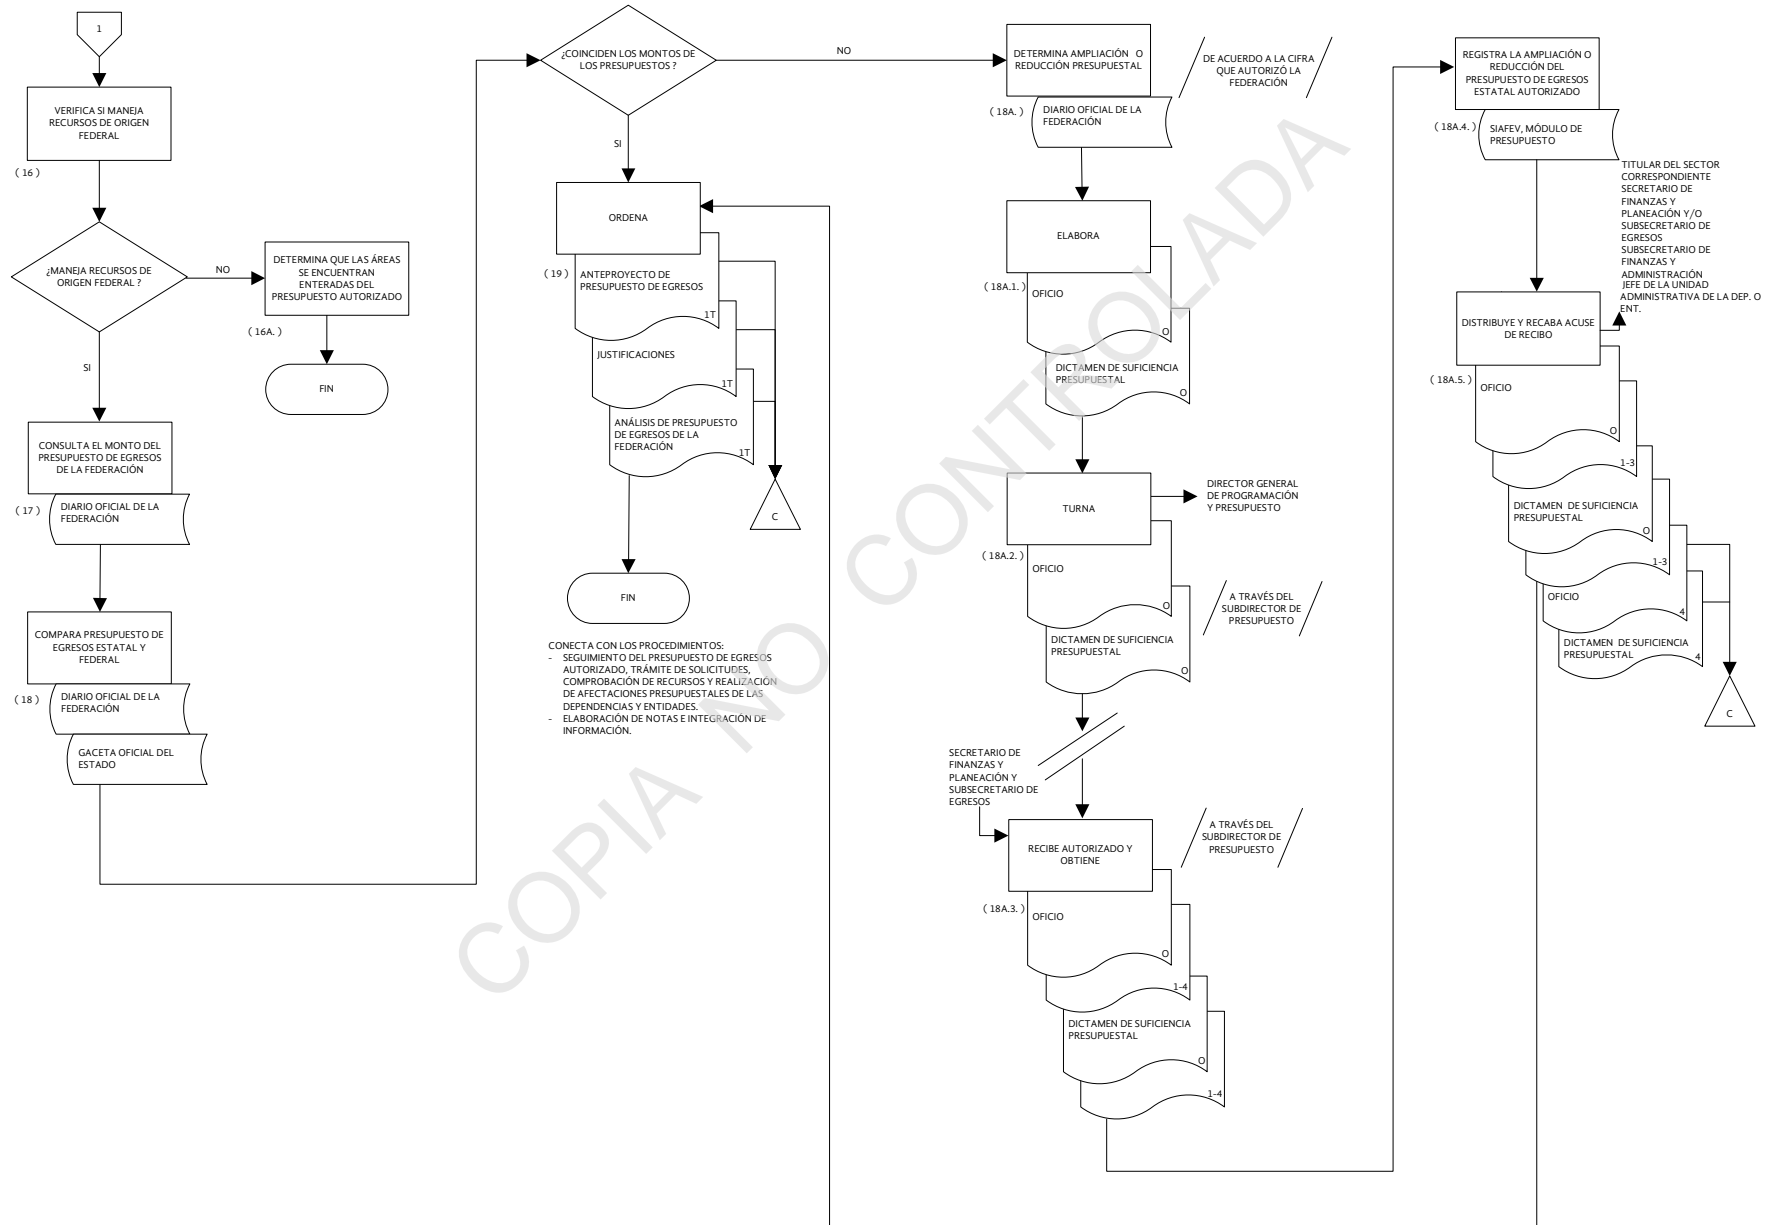 1
VERIFICA SI MANEJA
RECURSOS DE ORIGEN
FEDERAL
( 16 )
¿MANEJA RECURSOS DE
ORIGEN FEDERAL ?
NO
DETERMINA QUE LAS ÁREAS
SE ENCUENTRAN
ENTERADAS DEL
PRESUPUESTO AUTORIZADO
( 16A. )
FIN
SI
CONSULTA EL MONTO DEL
PRESUPUESTO DE EGRESOS
DE LA FEDERACIÓN
( 17 )
DIARIO OFICIAL DE LA
FEDERACIÓN
COMPARA PRESUPUESTO DE
EGRESOS ESTATAL Y
FEDERAL
( 18 )
DIARIO OFICIAL DE LA
FEDERACIÓN
GACETA OFICIAL DEL
ESTADO
¿COINCIDEN LOS MONTOS DE
LOS PRESUPUESTOS ?
NO
SI
ORDENA
( 19 )
ANTEPROYECTO DE
PRESUPUESTO DE EGRESOS
1T
JUSTIFICACIONES
1T
ANÁLISIS DE PRESUPUESTO
DE EGRESOS DE LA
FEDERACIÓN
1T
C
FIN
CONECTA CON LOS PROCEDIMIENTOS:
- SEGUIMIENTO DEL PRESUPUESTO DE EGRESOS
AUTORIZADO, TRÁMITE DE SOLICITUDES,
COMPROBACIÓN DE RECURSOS Y REALIZACIÓN
DE AFECTACIONES PRESUPUESTALES DE LAS
DEPENDENCIAS Y ENTIDADES.
- ELABORACIÓN DE NOTAS E INTEGRACIÓN DE
INFORMACIÓN.
DETERMINA AMPLIACIÓN O
REDUCCIÓN PRESUPUESTAL
DE ACUERDO A LA CIFRA
QUE AUTORIZÓ LA
FEDERACIÓN
( 18A. )
DIARIO OFICIAL DE LA
FEDERACIÓN
ELABORA
( 18A.1. )
OFICIO
O
DICTAMEN DE SUFICIENCIA
PRESUPUESTAL
O
TURNA
DIRECTOR GENERAL
DE PROGRAMACIÓN
Y PRESUPUESTO
( 18A.2. )
OFICIO
O
DICTAMEN DE SUFICIENCIA
PRESUPUESTAL
O
A TRAVÉS DEL
SUBDIRECTOR DE
PRESUPUESTO
SECRETARIO DE
FINANZAS Y
PLANEACIÓN Y
SUBSECRETARIO DE
EGRESOS
RECIBE AUTORIZADO Y
OBTIENE
A TRAVÉS DEL
SUBDIRECTOR DE
PRESUPUESTO
( 18A.3. )
OFICIO
O
1-4
DICTAMEN DE SUFICIENCIA
PRESUPUESTAL
O
1-4
REGISTRA LA AMPLIACIÓN O
REDUCCIÓN DEL
PRESUPUESTO DE EGRESOS
ESTATAL AUTORIZADO
( 18A.4. )
SIAFEV, MÓDULO DE
PRESUPUESTO
TITULAR DEL SECTOR
CORRESPONDIENTE
SECRETARIO DE
FINANZAS Y
PLANEACIÓN Y/O
SUBSECRETARIO DE
EGRESOS
SUBSECRETARIO DE
FINANZAS Y
ADMINISTRACIÓN
JEFE DE LA UNIDAD
ADMINISTRATIVA DE LA DEP. O
ENT.
DISTRIBUYE Y RECABA ACUSE
DE RECIBO
( 18A.5. )
OFICIO
O
1-3
DICTAMEN DE SUFICIENCIA
PRESUPUESTAL
O
1-3
OFICIO
4
DICTAMEN DE SUFICIENCIA
PRESUPUESTAL
4
C
COPIA NO CONTROLADA